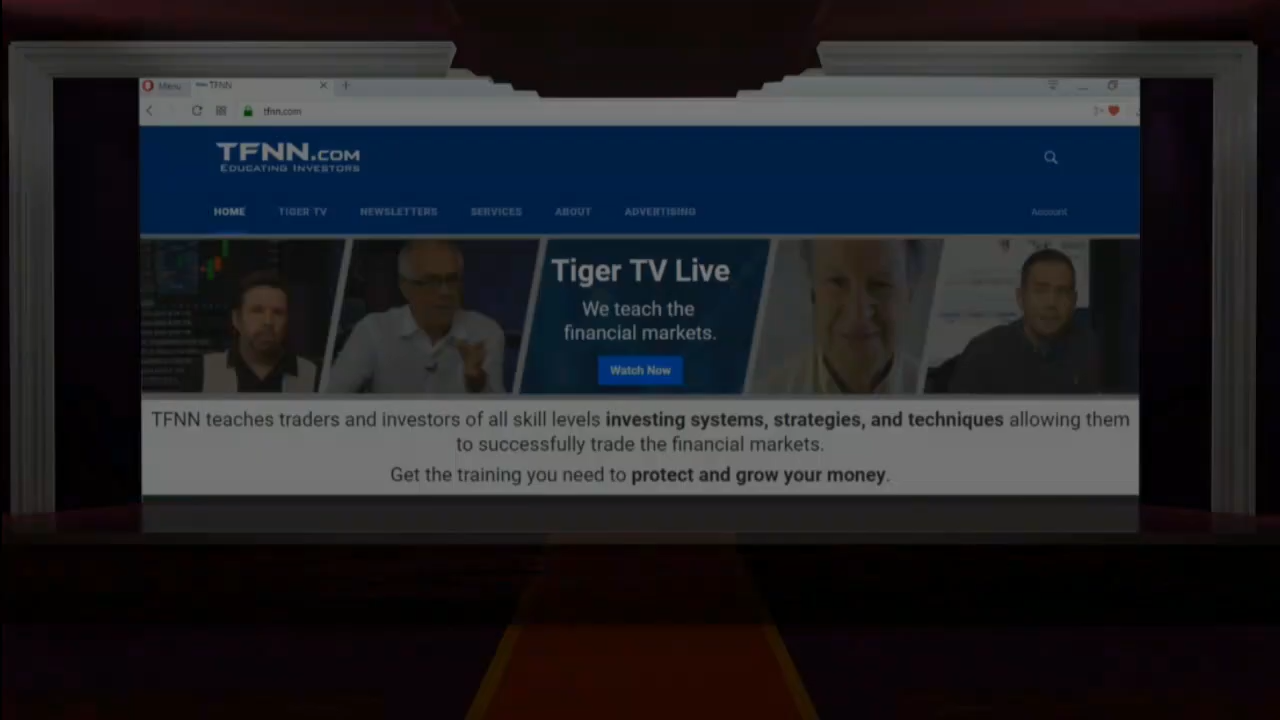 Menu
TFNN
tfnn.com
TFNN.COM
EDUCATING INVESTORS
HOME TIGER TV NEWSLETTERS SERVICES ABOUT ADVERTISING Account
Tiger TV Live
We teach the
financial markets.
Watch Now
TFNN teaches traders and investors of all skill levels investing systems, strategies, and techniques allowing them
to successfully trade the financial markets.
Get the training you need to protect and grow your money.